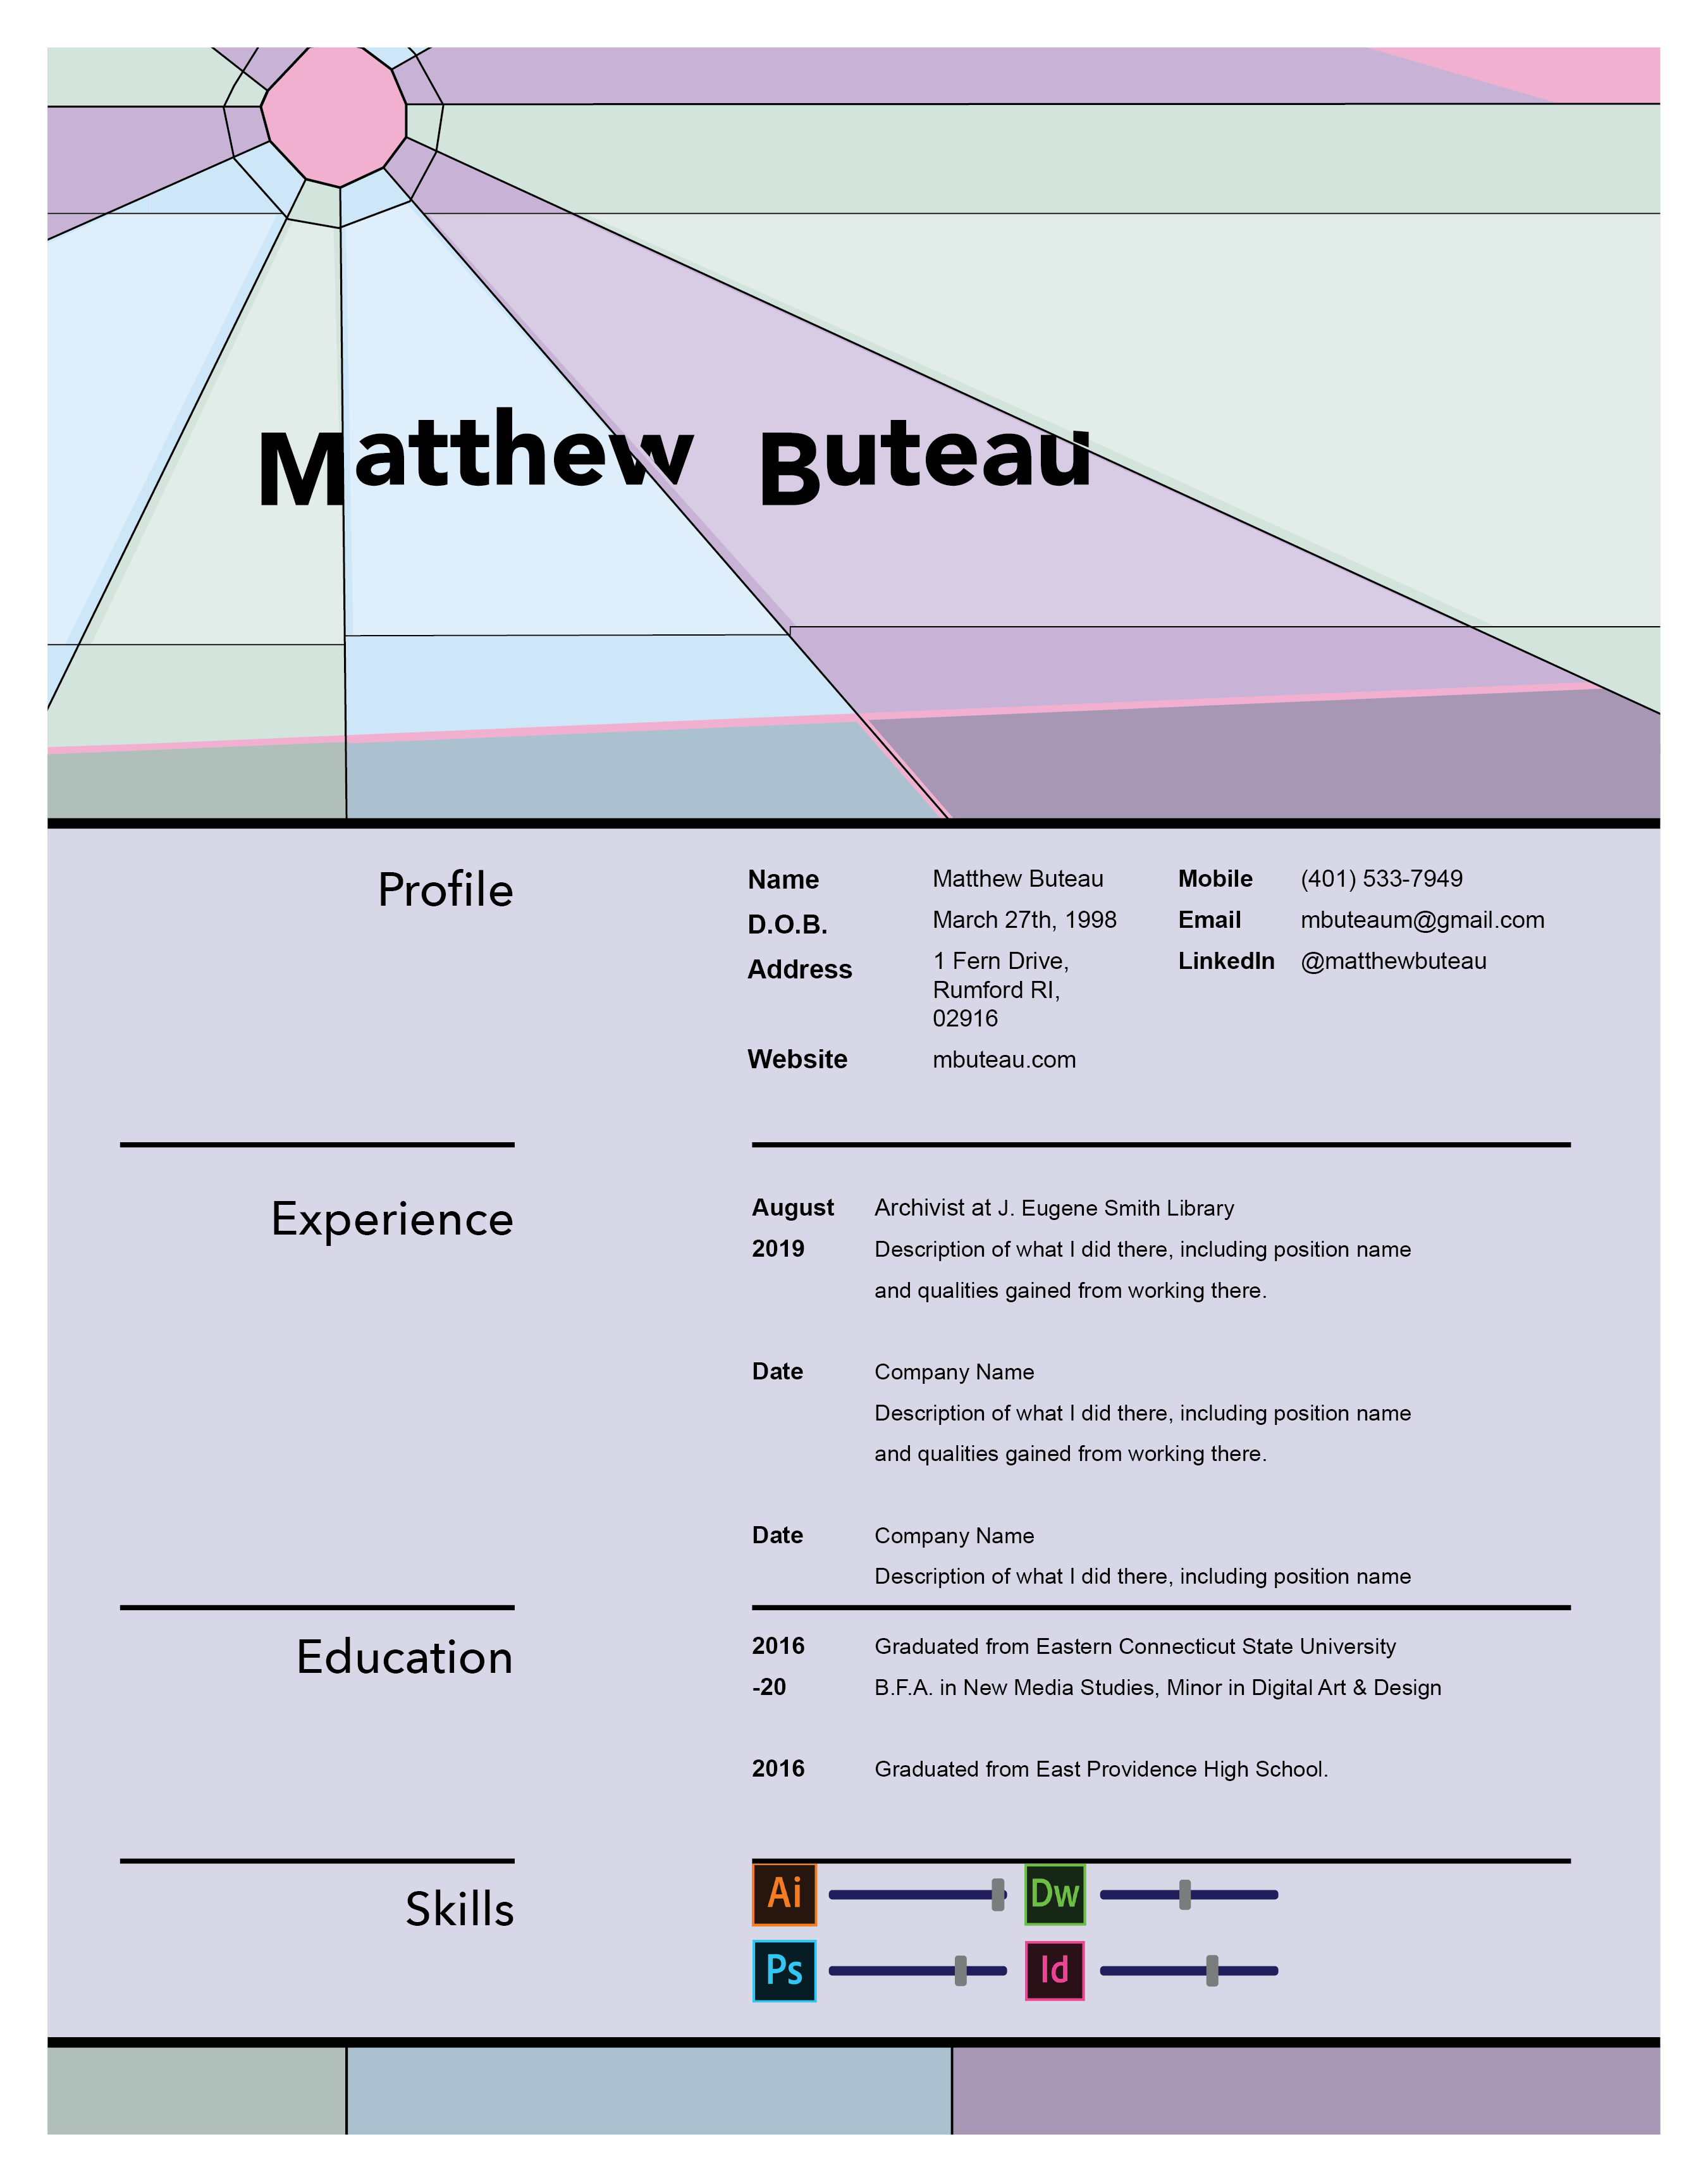 Matthew Buteau
Profile
Name Matthew Buteau Mobile (401) 533-7949
D.O.B. March 27th, 1998 Email mbuteaum@gmail.com
Address 1 Fern Drive, LinkedIn @matthewbuteau
Rumford RI,
02916
Website mbuteau.com
Experience
August Archivist at J. Eugene Smith Library
2019 Description of what I did there, including position name
and qualities gained from working there.
Date Company Name
Description of what I did there, including position name
and qualities gained from working there.
Date Company Name
Description of what I did there, including position name
Education
2016 Graduated from Eastern Connecticut State University
-20 B.F.A. in New Media Studies, Minor in Digital Art & Design
2016 Graduated from East Providence High School.
Skills
Ai Dw
Ps Id